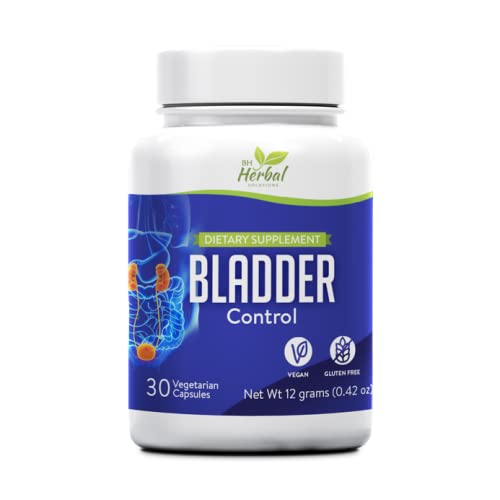 BH
Herbal
SOLUTIONS
DIETARY SUPPLEMENT
BLADDER
Control
VEGAN
GLUTEN FREE
30 Vegetarian
Capsules
Net Wt 12 grams (0.42 oz)